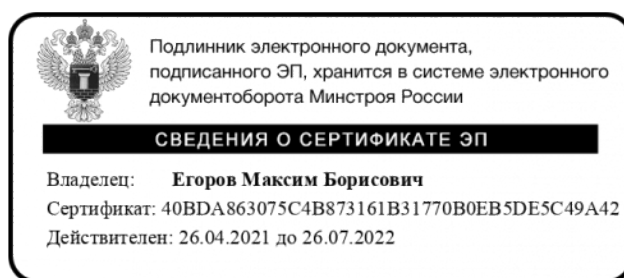 Подлинник электронного документа,
подписанного ЭП, хранится в системе электронного
документоборота Минстроя России
СВЕДЕНИЯ О СЕРТИФИКАТЕ ЭП
Владелец: Егоров Максим Борисович
Сертификат: 40BDA863075C4B873161B31770B0EB5DE5C49A42
Действителен: 26.04.2021 до 26.07.2022